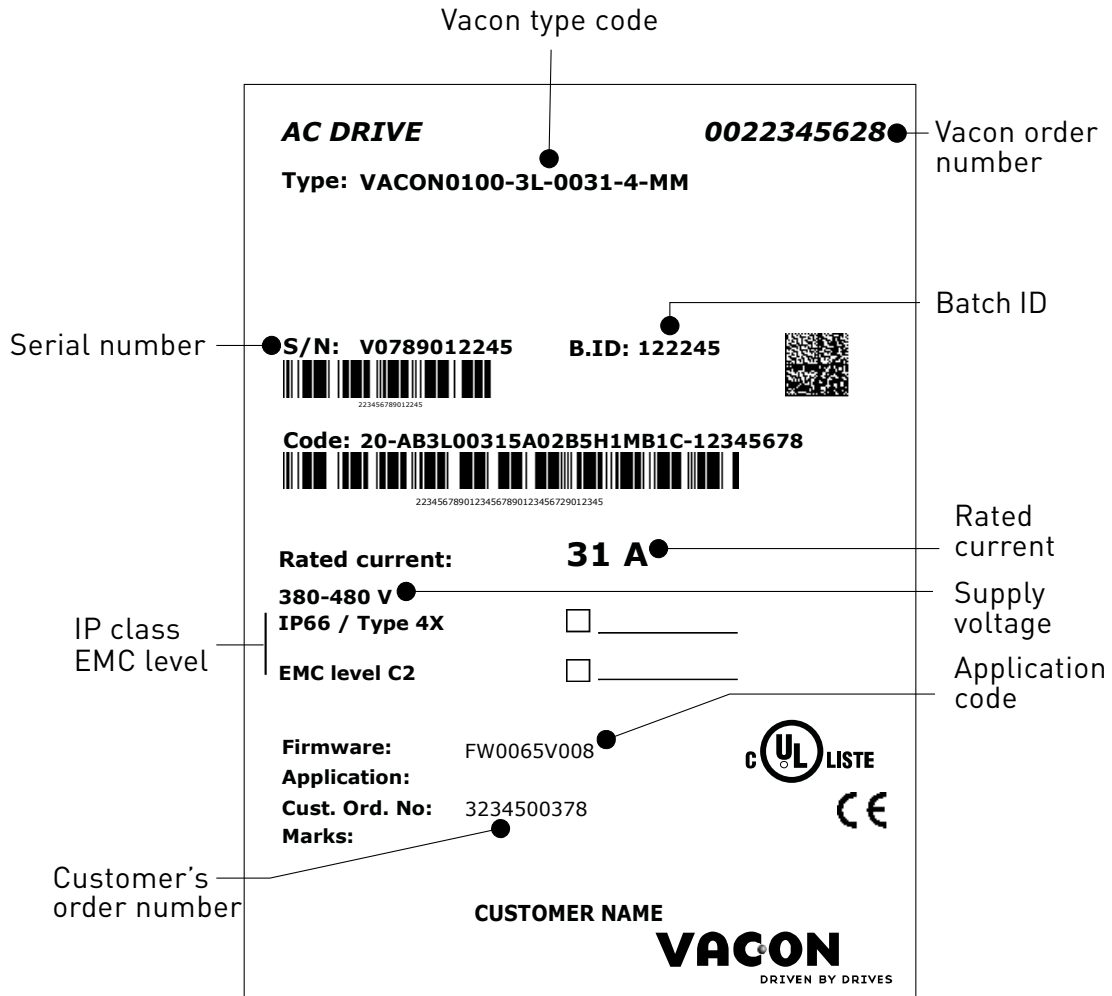 Vacon type code
AC DRIVE 0022345628
Vacon order
number
Type: VACON0100-3L-0031-4-MM
Batch ID
Serial number
S/N: V0789012245 B.ID: 122245
223456789012245
Code: 20-AB3L00315A02B5H1MB1C-12345678
22345678901234567890123456729012345
Rated
current
Rated current: 31 A
380-480 V
Supply
voltage
IP class
EMC level
IP66 / Type 4X
EMC level C2
Application
code
Firmware: FW0065V008
Application:
Cust. Ord. No: 3234500378
Marks:
C UL LISTE
CE
Customer's
order number
CUSTOMER NAME
VACON
DRIVEN BY DRIVES